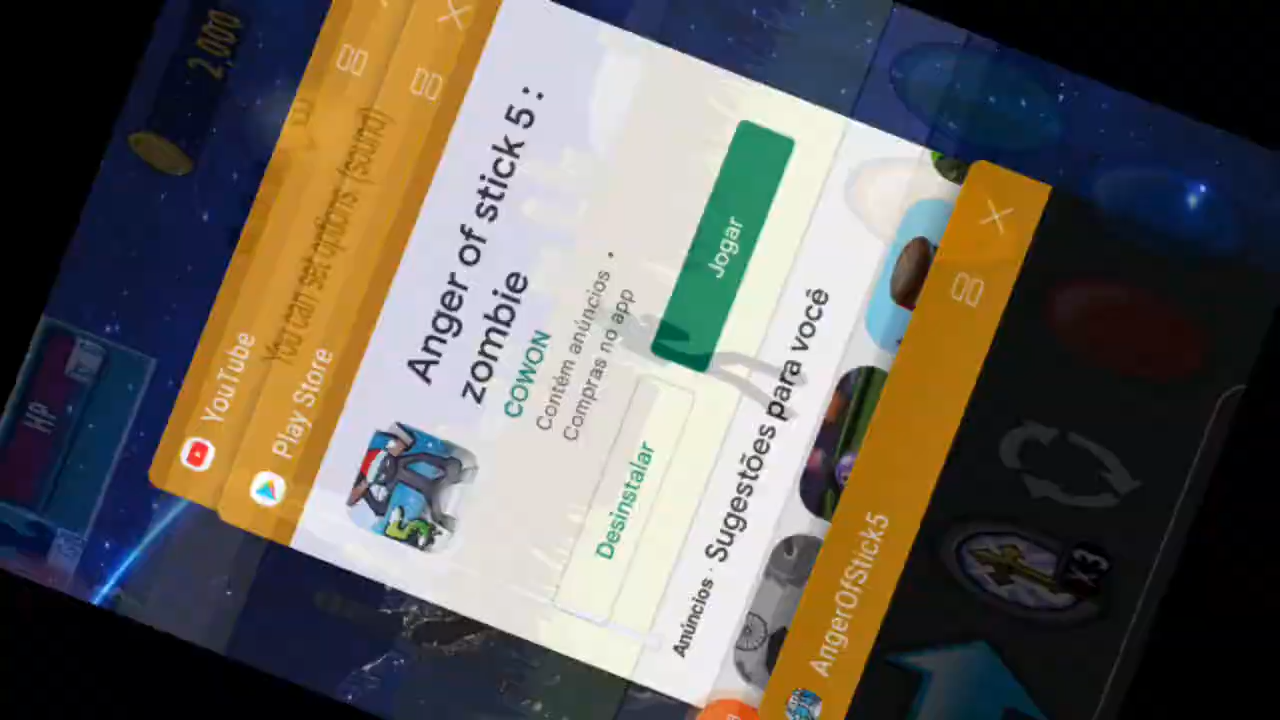 2,000
You can set options. (sound)
HP
YouTube
Play Store
Anger of stick 5 :
zombie
COWON
Contém anúncios •
Compras no app
Desinstalar
Jogar
Anúncios · Sugestões para você
AngerOfStick5
X3